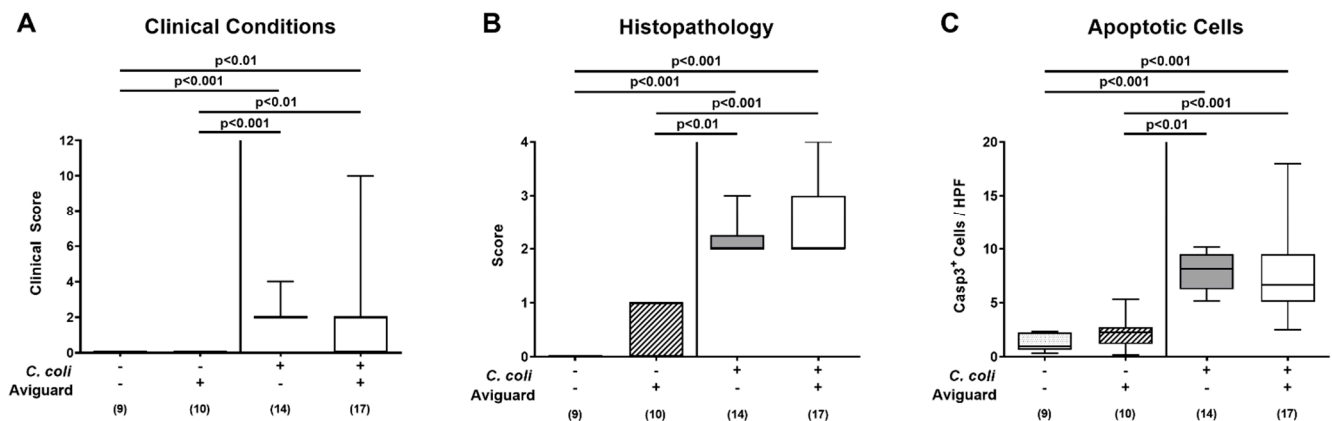 A Clinical Conditions
p<0.01
p<0.001
p<0.01
p<0.001
Clinical Score
12
10
8
6
4
2
0
C. coli - - + +
Aviguard - + - +
(9) (10) (14) (17)
B Histopathology
p<0.001
p<0.001
p<0.001
p<0.01
Score
4
3
2
1
0
C. coli - - + +
Aviguard - + - +
(9) (10) (14) (17)
C Apoptotic Cells
p<0.001
p<0.001
p<0.001
p<0.01
Casp3⁺ Cells / HPF
20
15
10
5
0
C. coli - - + +
Aviguard - + - +
(9) (10) (14) (17)